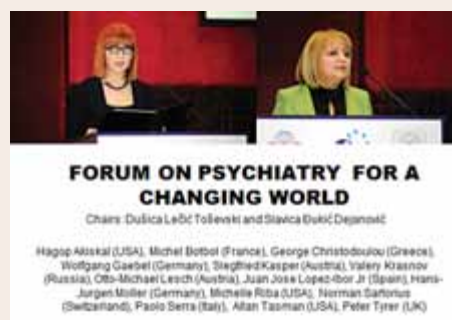 FORUM ON PSYCHIATRY FOR A
CHANGING WORLD
Chairs: Dušica Lečić Toševski and Slavica Đukić Dejanović
Hagop Akiskal (USA), Michel Botbol (France), George Christodoulou (Greece),
Wolfgang Gaebel (Germany), Siegfried Kasper (Austria), Valery Krasnov
(Russia), Otto-Michael Lesch (Austria), Juan Jose Lopez-Ibor Jr (Spain), Hans-
Jurgen Moller (Germany), Michelle Riba (USA), Norman Sartorius
(Switzerland), Paolo Serra (Italy), Allan Tasman (USA), Peter Tyrer (UK)